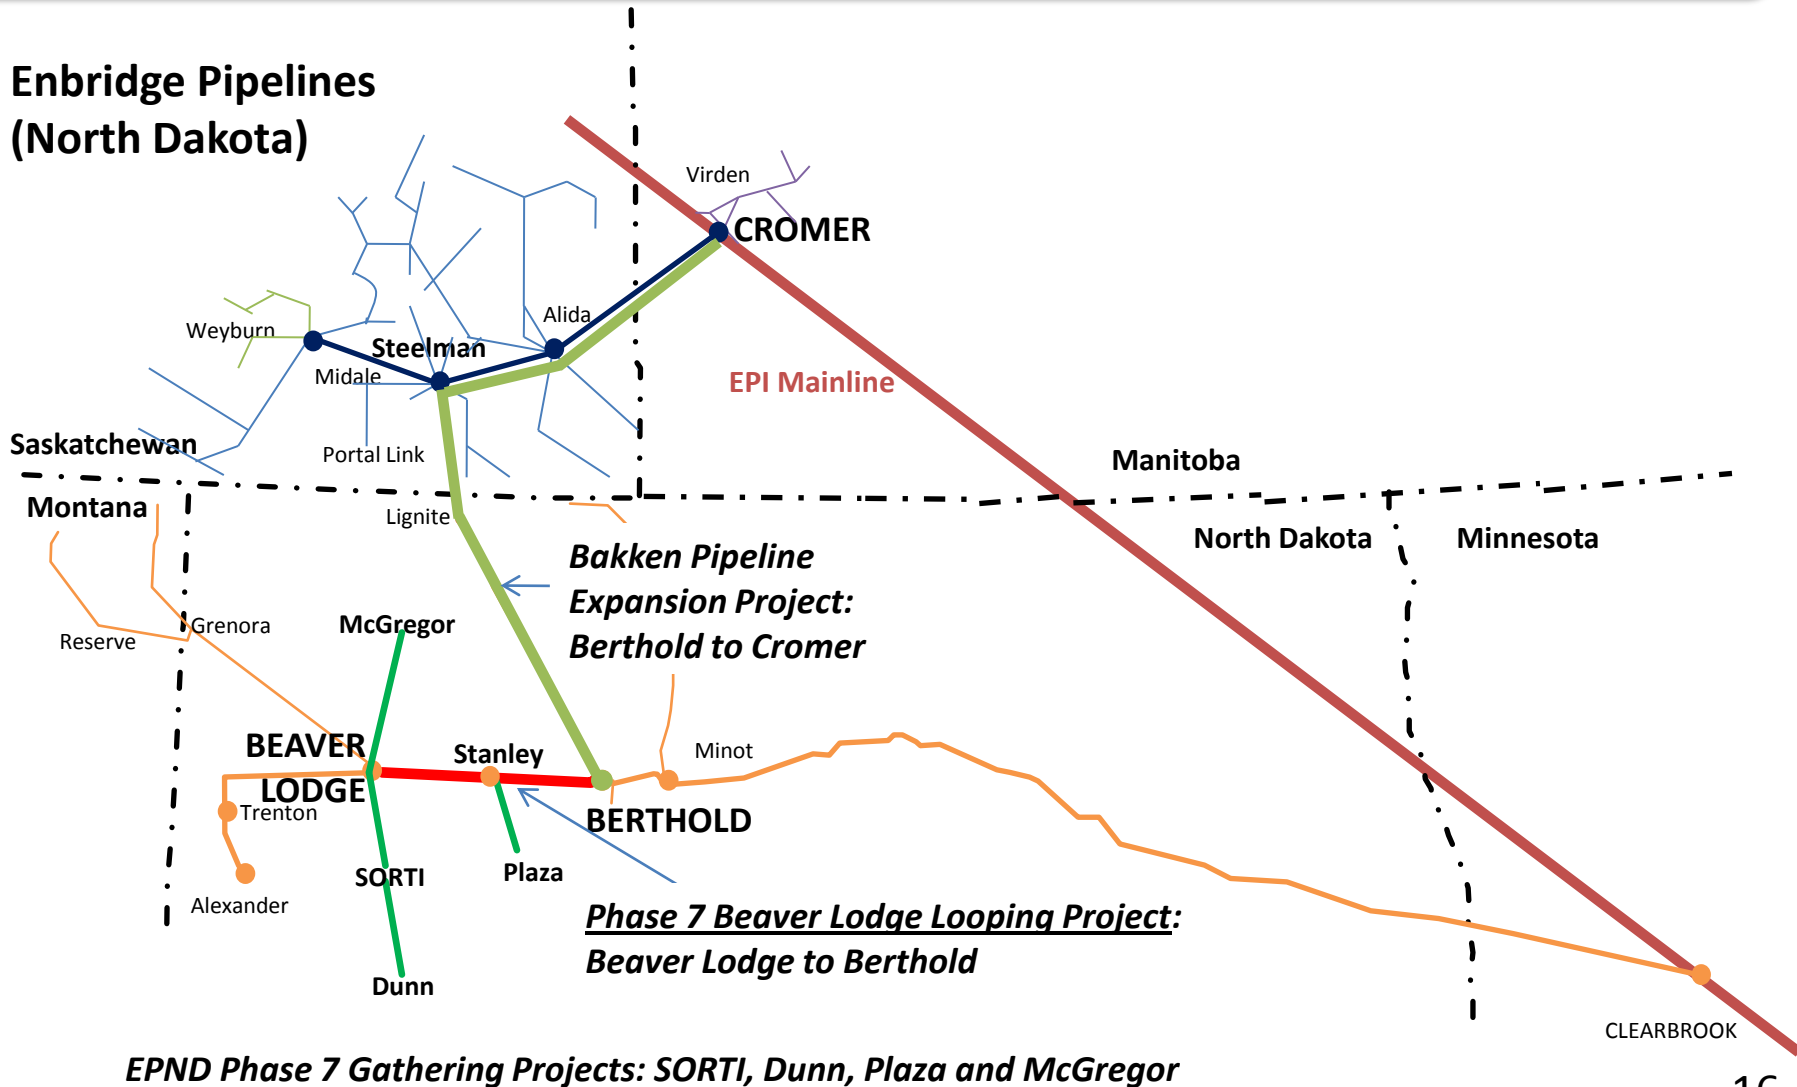 Enbridge Pipelines
(North Dakota)
Virden
CROMER
Alida
Weyburn
Steelman
Midale
EPI Mainline
Saskatchewan
Portal Link
Manitoba
Montana
Lignite
North Dakota
Minnesota
Bakken Pipeline
Expansion Project:
Berthold to Cromer
Grenora
Reserve
McGregor
BEAVER
LODGE
Stanley
Minot
Trenton
BERTHOLD
SORTI
Plaza
Alexander
Phase 7 Beaver Lodge Looping Project:
Beaver Lodge to Berthold
Dunn
CLEARBROOK
EPND Phase 7 Gathering Projects: SORTI, Dunn, Plaza and McGregor